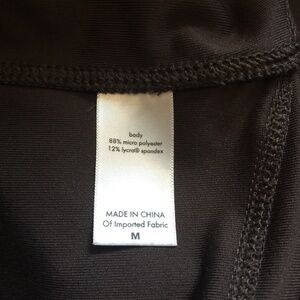 body
88% micro polyester
12% lycra® spandex
MADE IN CHINA
Of Imported Fabric
M